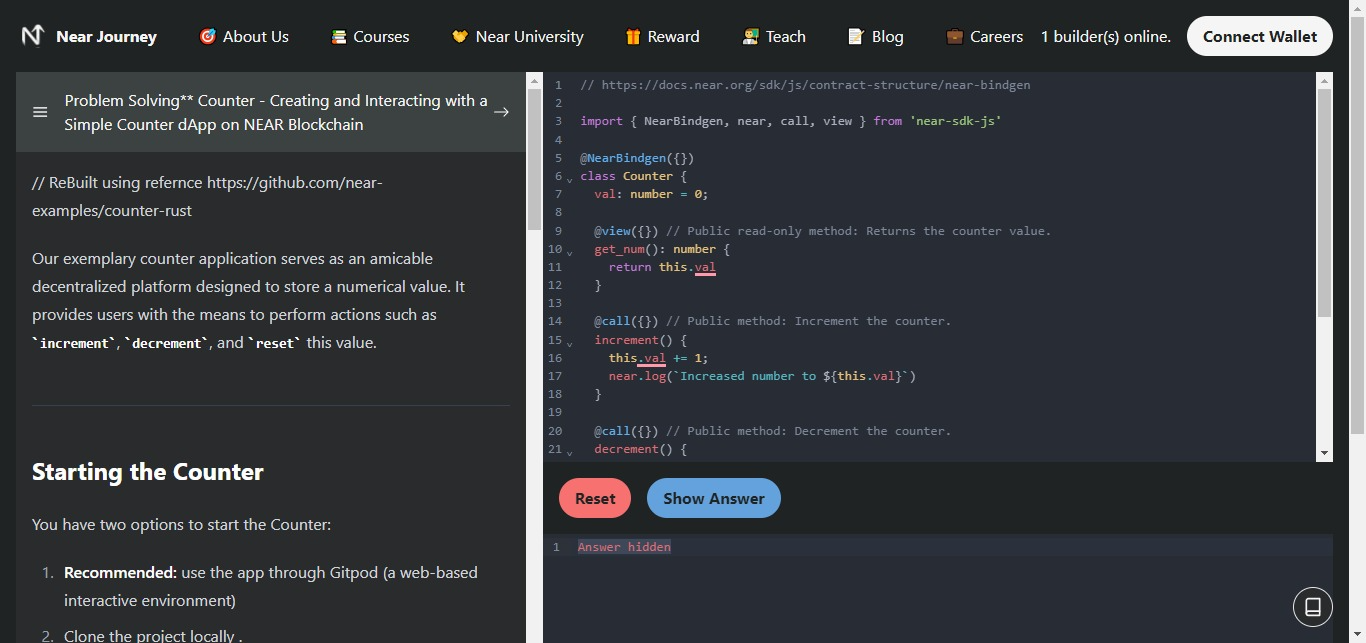 Near Journey
About Us
Courses
Near University
Reward
Teach
Blog
Careers
1 builder(s) online.
Connect Wallet
Problem Solving** Counter - Creating and Interacting with a
Simple Counter dApp on NEAR Blockchain
// ReBuilt using refernce https://github.com/near-
examples/counter-rust
Our exemplary counter application serves as an amicable
decentralized platform designed to store a numerical value. It
provides users with the means to perform actions such as
`increment`, `decrement`, and `reset` this value.
Starting the Counter
You have two options to start the Counter:
1. Recommended: use the app through Gitpod (a web-based
interactive environment)
2. Clone the project locally .
1 // https://docs.near.org/sdk/js/contract-structure/near-bindgen
2
3 import { NearBindgen, near, call, view } from 'near-sdk-js'
4
5 @NearBindgen({})
6 class Counter {
7 val: number = 0;
8
9 @view({}) // Public read-only method: Returns the counter value.
10 get_num(): number {
11 return this.val
12 }
13
14 @call({}) // Public method: Increment the counter.
15 increment() {
16 this.val += 1;
17 near.log(`Increased number to ${this.val}`)
18 }
19
20 @call({}) // Public method: Decrement the counter.
21 decrement() {
Reset
Show Answer
1 Answer hidden